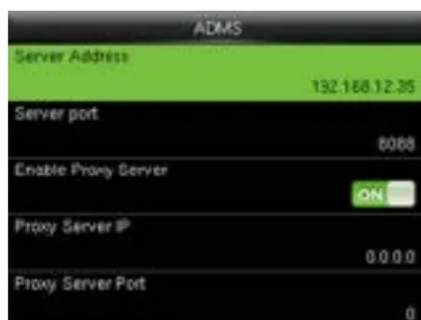 ADMS
Server Address
192.168.12.35
Server port
8088
Enable Proxy Server
ON
Proxy Server IP
0.0.0.0
Proxy Server Port
0